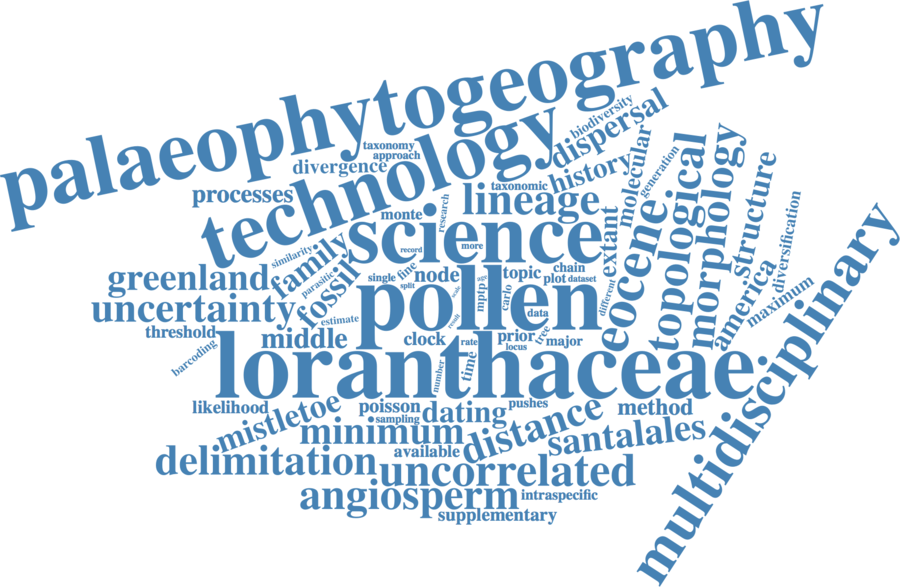 palaeophytogeography
technology
biodiversity
dispersal
taxonomy
approach
divergence
history
molecular
generation
processes
taxonomic
lineage
research
monte
science
record
more
extant
eocene
topological
morphology
structure
diversification
similarity
family
parasitic
fossil
greenland
uncertainty
single
fine
split
node
topic
chain
plot
dataset
pollen
age
mptp
carlo
data
different
america
maximum
multidisciplinary
threshold
estimate
middle
clock
rate
prior
locus
tree
major
result
barcoding
loranthaceae
number
time
likelihood
mistletoe
poisson
sampling
dating
pushes
distance
method
minimum
available
santalales
delimitation
uncorrelated
angiosperm
intraspecific
supplementary